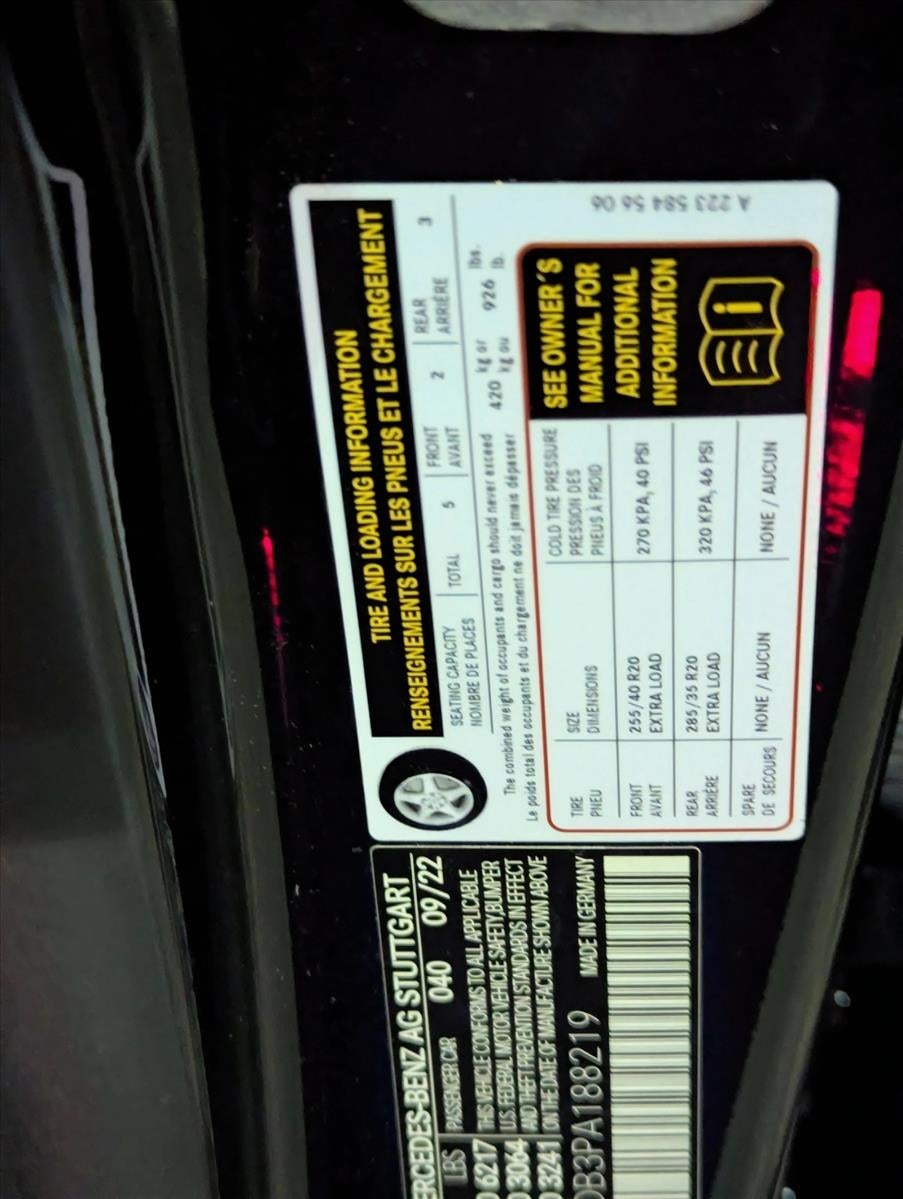 TIRE AND LOADING INFORMATION
RENSEIGNEMENTS SUR LES PNEUS ET LE CHARGEMENT
SEATING CAPACITY TOTAL 5 FRONT 2 REAR 3
NOMBRE DE PLACES AVANT ARRIÈRE
The combined weight of occupants and cargo should never exceed 420 kg or 926 lbs.
Le poids total des occupants et du chargement ne doit jamais dépasser kg ou lb.
TIRE SIZE COLD TIRE PRESSURE
PNEU DIMENSIONS PRESSION DES
PNEUS À FROID
FRONT 255/40 R20 270 KPA, 40 PSI
AVANT EXTRA LOAD
REAR 285/35 R20 320 KPA, 46 PSI
ARRIÈRE EXTRA LOAD
SPARE NONE / AUCUN NONE / AUCUN
DE SECOURS
SEE OWNER'S
MANUAL FOR
ADDITIONAL
INFORMATION
i
A 223 584 56 06
ERCEDES-BENZ AG STUTTGART
LBS PASSENGER CAR 040 09/22
6217 THIS VEHICLE CONFORMS TO ALL APPLICABLE
U.S. FEDERAL MOTOR VEHICLE SAFETY, BUMPER
3064 AND THEFT PREVENTION STANDARDS IN EFFECT
3241 ON THE DATE OF MANUFACTURE SHOWN ABOVE
0B3PA188219 MADE IN GERMANY